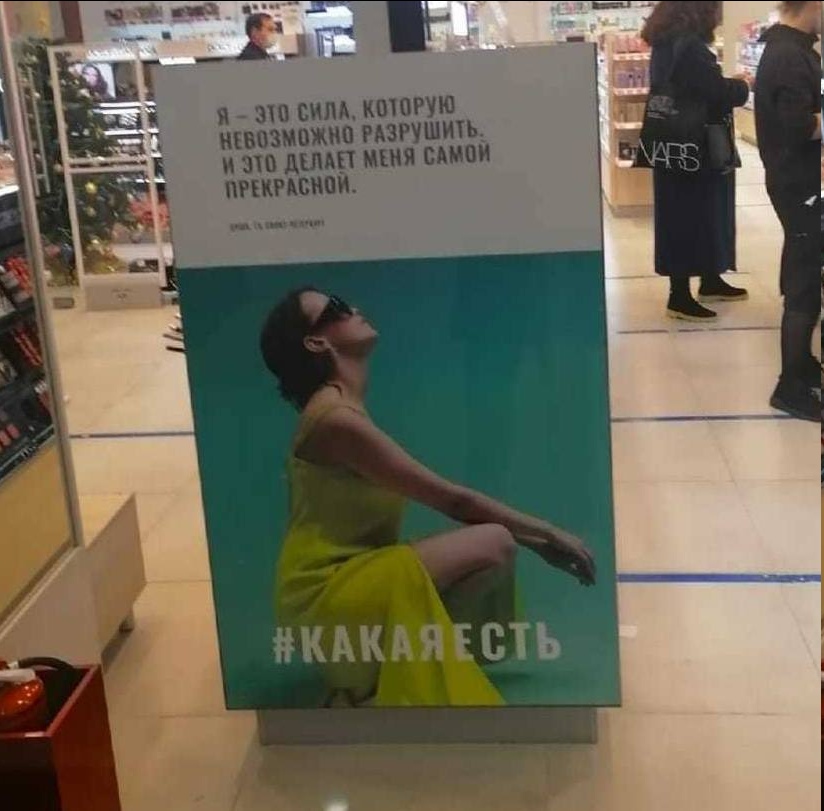 Я – ЭТО СИЛА, КОТОРУЮ
НЕВОЗМОЖНО РАЗРУШИТЬ.
И ЭТО ДЕЛАЕТ МЕНЯ САМОЙ
ПРЕКРАСНОЙ.
#КАКАЯЕСТЬ
NARS